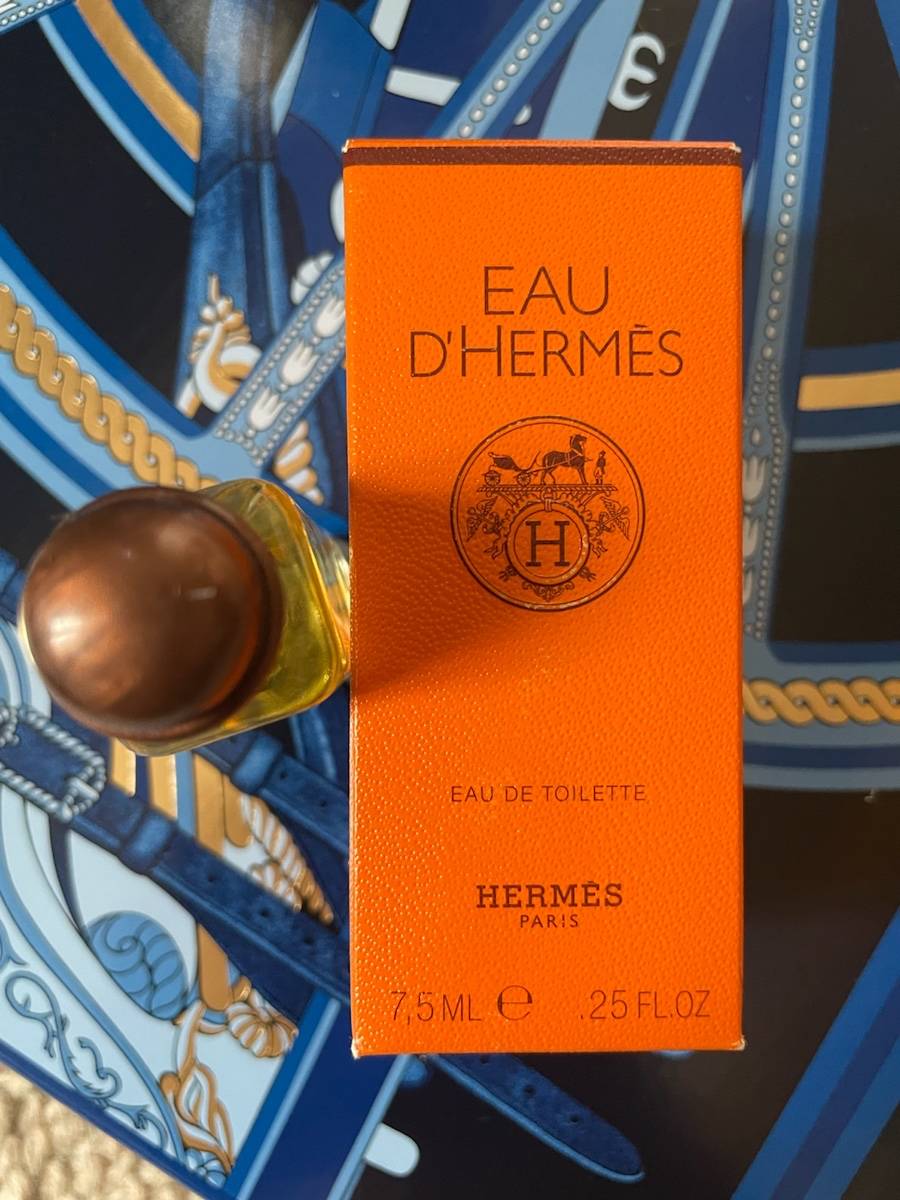 EAU
D'HERMÈS
H
EAU DE TOILETTE
HERMÈS
PARIS
7,5 ML ℮ .25 FL.OZ